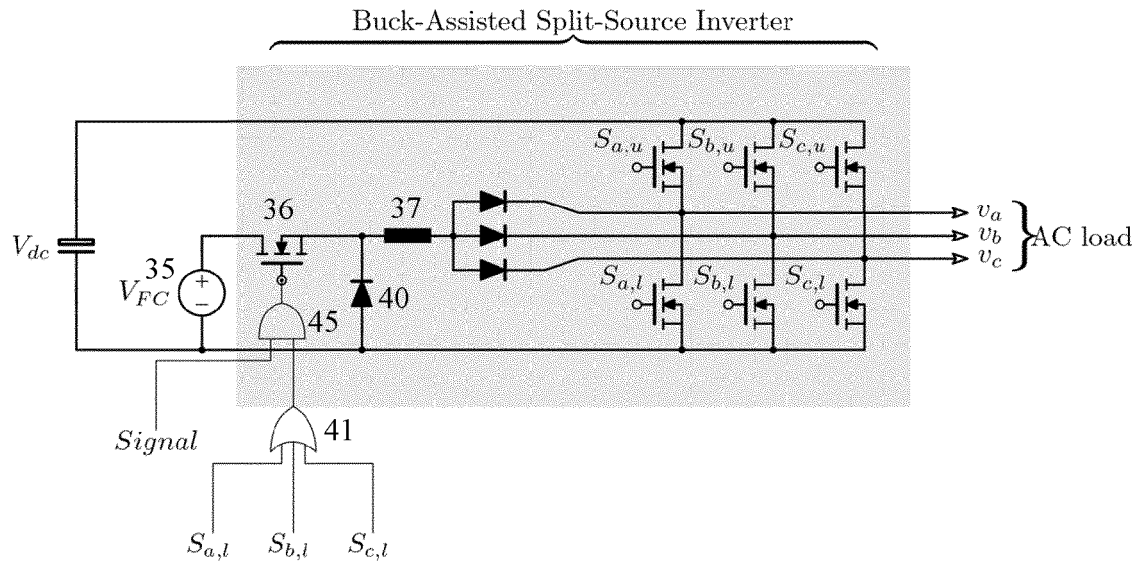 Buck-Assisted Split-Source Inverter
S_{a,u} S_{b,u} S_{c,u}
36 37
V_{dc}
35
V_{FC}
+
−
40
45
v_a
v_b
v_c
AC load
S_{a,l} S_{b,l} S_{c,l}
Signal
41
S_{a,l} S_{b,l} S_{c,l}